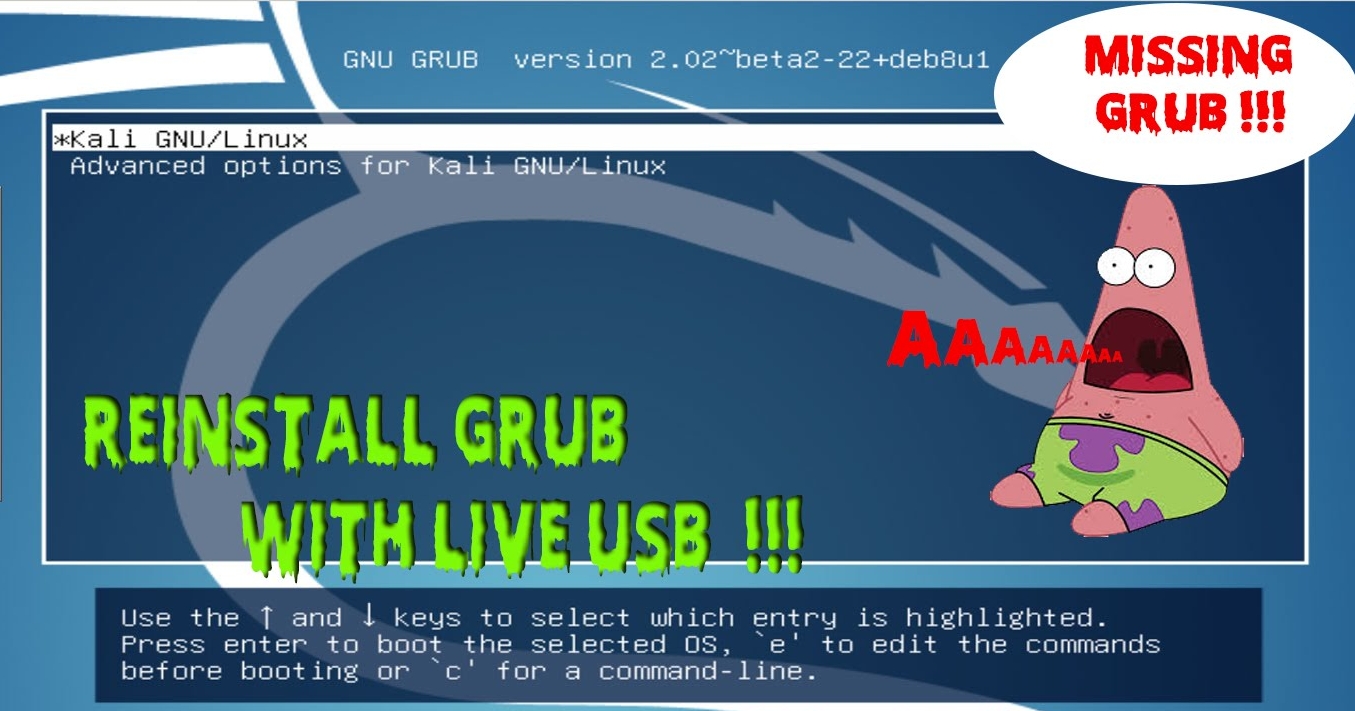 GNU GRUB version 2.02~beta2-22+deb8u1
MISSING
GRUB !!!
*Kali GNU/Linux
Advanced options for Kali GNU/Linux
AAAAAAAAA
REINSTALL GRUB
WITH LIVE USB !!!
Use the ↑ and ↓ keys to select which entry is highlighted.
Press enter to boot the selected OS, `e' to edit the commands
before booting or `c' for a command-line.